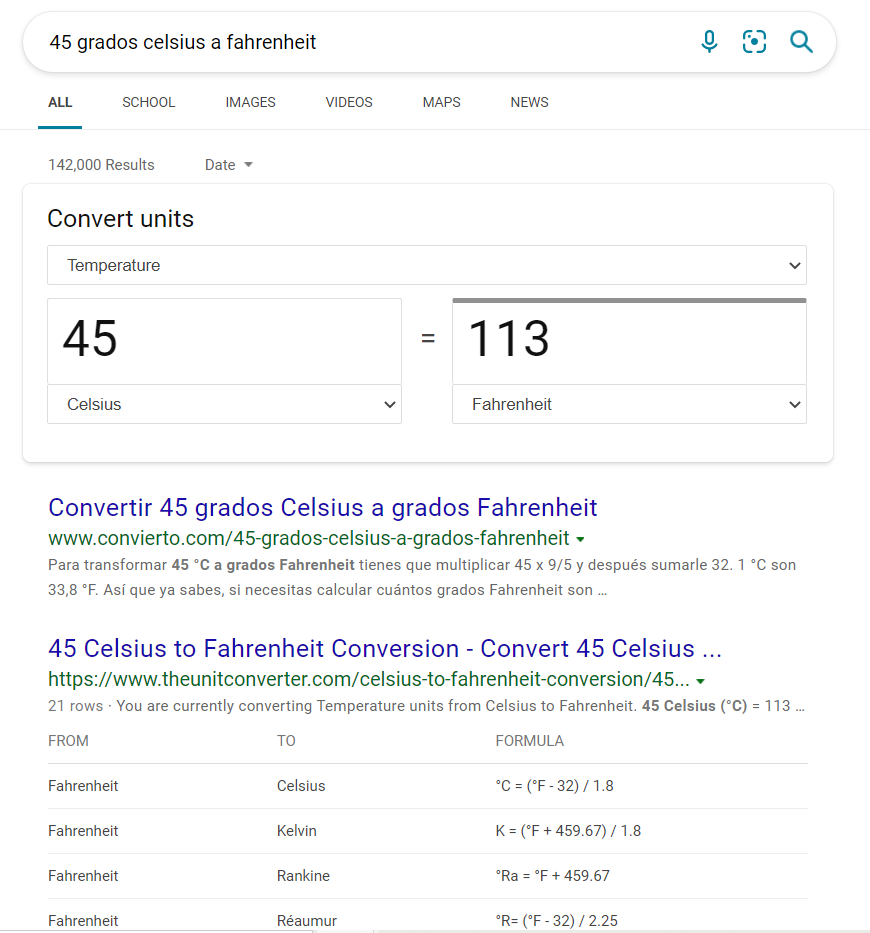 45 grados celsius a fahrenheit
ALL SCHOOL IMAGES VIDEOS MAPS NEWS
142,000 Results Date
Convert units
Temperature
45 = 113
Celsius Fahrenheit
Convertir 45 grados Celsius a grados Fahrenheit
www.convierto.com/45-grados-celsius-a-grados-fahrenheit
Para transformar 45 °C a grados Fahrenheit tienes que multiplicar 45 x 9/5 y después sumarle 32. 1 °C son
33,8 °F. Así que ya sabes, si necesitas calcular cuántos grados Fahrenheit son ...
45 Celsius to Fahrenheit Conversion - Convert 45 Celsius ...
https://www.theunitconverter.com/celsius-to-fahrenheit-conversion/45...
21 rows · You are currently converting Temperature units from Celsius to Fahrenheit. 45 Celsius (°C) = 113 ...
FROM TO FORMULA
Fahrenheit Celsius °C = (°F - 32) / 1.8
Fahrenheit Kelvin K = (°F + 459.67) / 1.8
Fahrenheit Rankine °Ra = °F + 459.67
Fahrenheit Réaumur °R= (°F - 32) / 2.25